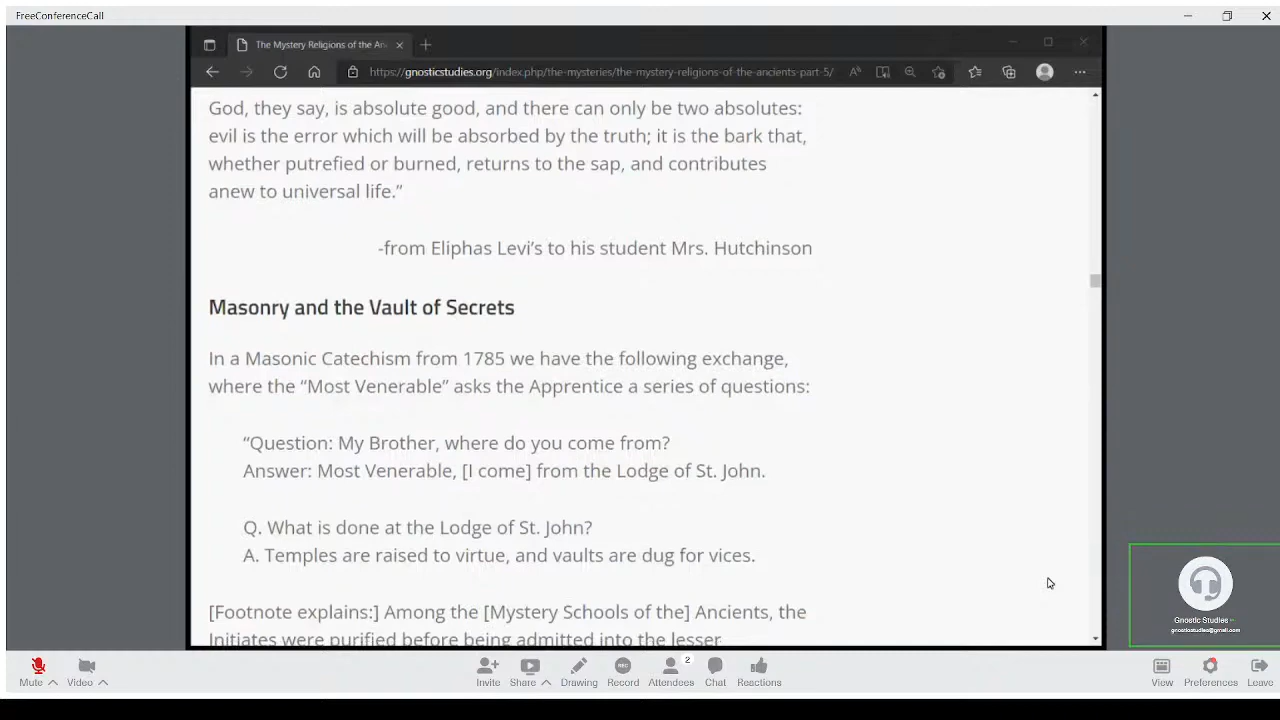 FreeConferenceCall
The Mystery Religions of the An
https://gnosticstudies.org/index.php/the-mysteries/the-mystery-religions-of-the-ancients-part-5/
God, they say, is absolute good, and there can only be two absolutes:
evil is the error which will be absorbed by the truth; it is the bark that,
whether putrefied or burned, returns to the sap, and contributes
anew to universal life.”
-from Eliphas Levi’s to his student Mrs. Hutchinson
Masonry and the Vault of Secrets
In a Masonic Catechism from 1785 we have the following exchange,
where the “Most Venerable” asks the Apprentice a series of questions:
“Question: My Brother, where do you come from?
Answer: Most Venerable, [I come] from the Lodge of St. John.
Q. What is done at the Lodge of St. John?
A. Temples are raised to virtue, and vaults are dug for vices.
[Footnote explains:] Among the [Mystery Schools of the] Ancients, the
Initiates were purified before being admitted into the lesser
Gnostic Studies
gnosticstudies@gmail.com
Mute Video Invite Share Drawing Record Attendees 2 Chat Reactions View Preferences Leave